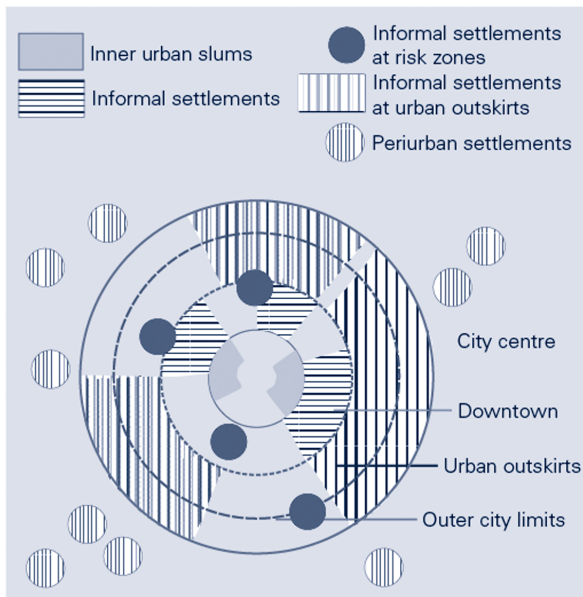 Inner urban slums
Informal settlements
Informal settlements
at risk zones
Informal settlements
at urban outskirts
Periurban settlements
City centre
Downtown
Urban outskirts
Outer city limits